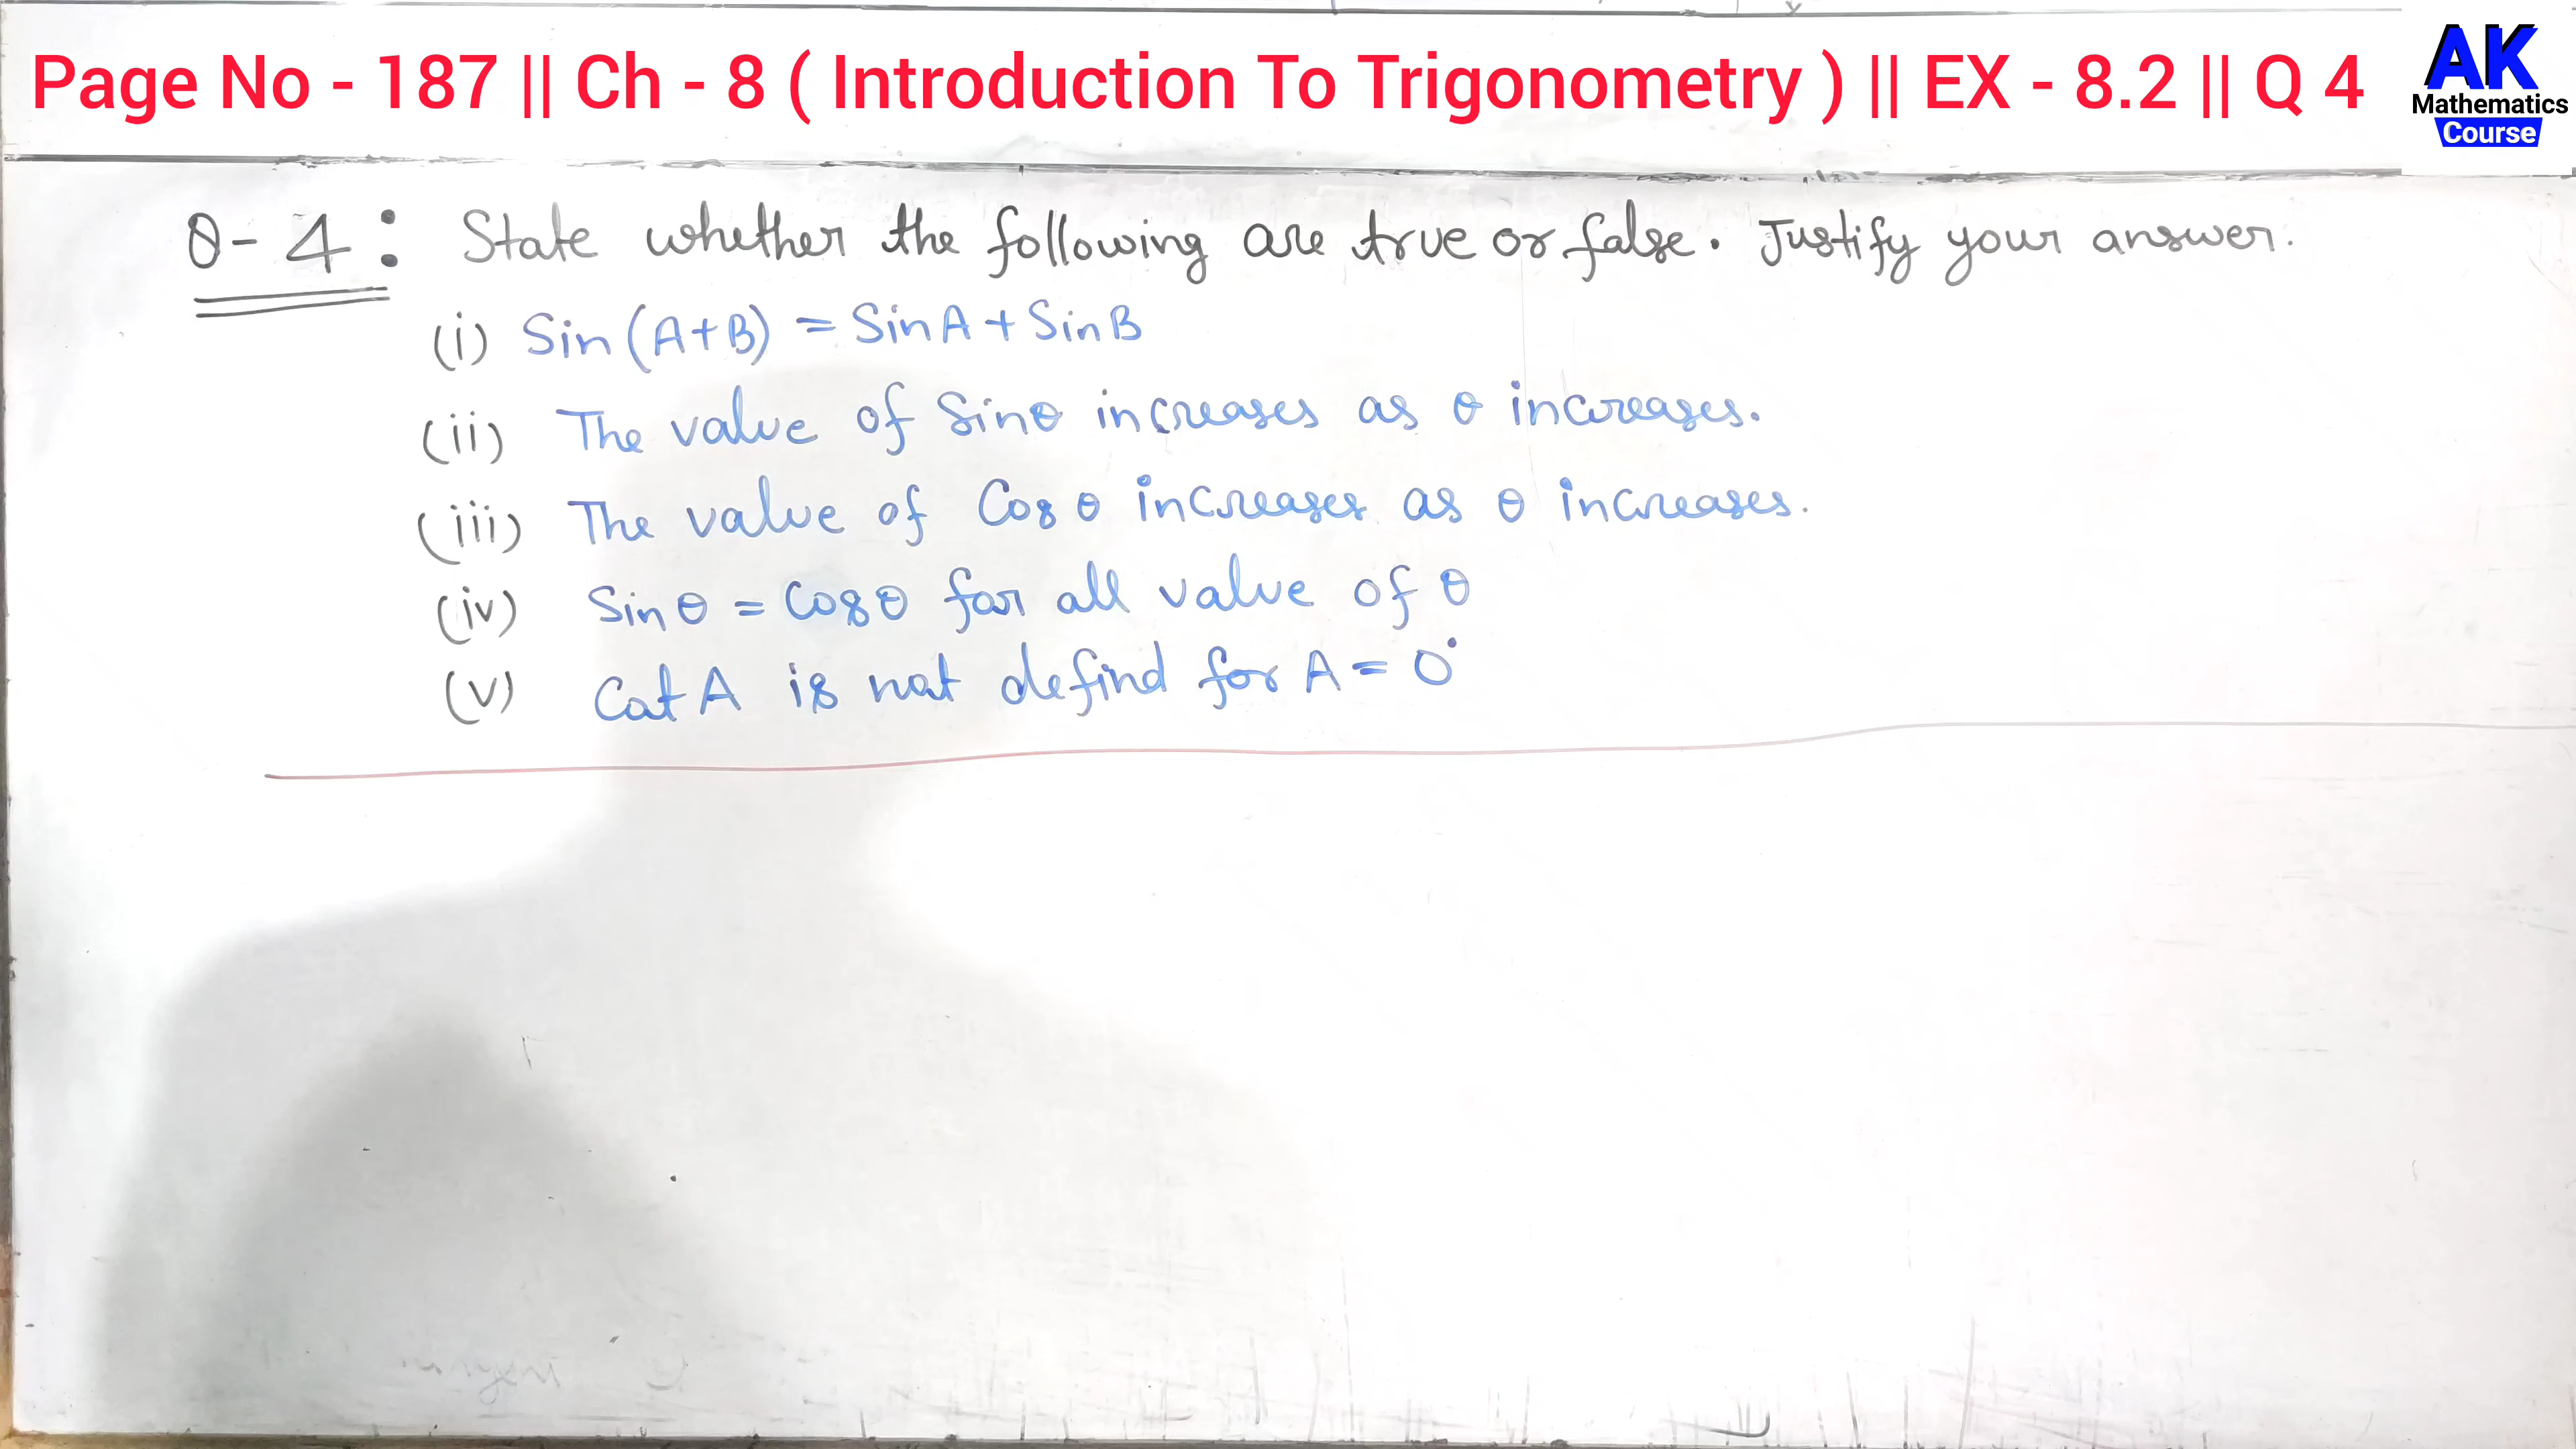 Page No - 187 || Ch - 8 ( Introduction To Trigonometry ) || EX - 8.2 || Q 4
AK
Mathematics
Course
Q-4: State whether the following are true or false. Justify your answer.
(i) Sin (A+B) = Sin A + Sin B
(ii) The value of Sinθ increases as θ increases.
(iii) The value of Cos θ increases as θ increases.
(iv) Sin θ = Cos θ for all value of θ
(v) Cot A is not defind for A = 0°